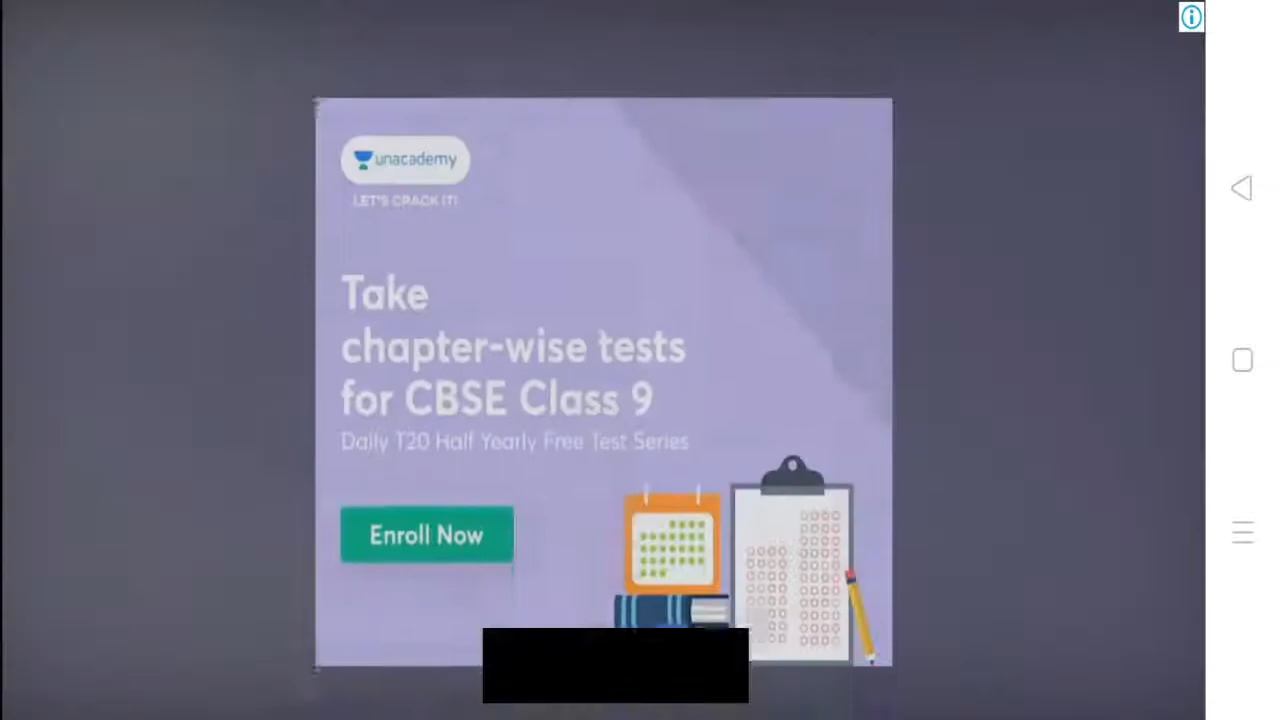 unacademy
LET'S CRACK IT!
Take
chapter-wise tests
for CBSE Class 9
Daily T20 Half Yearly Free Test Series
Enroll Now